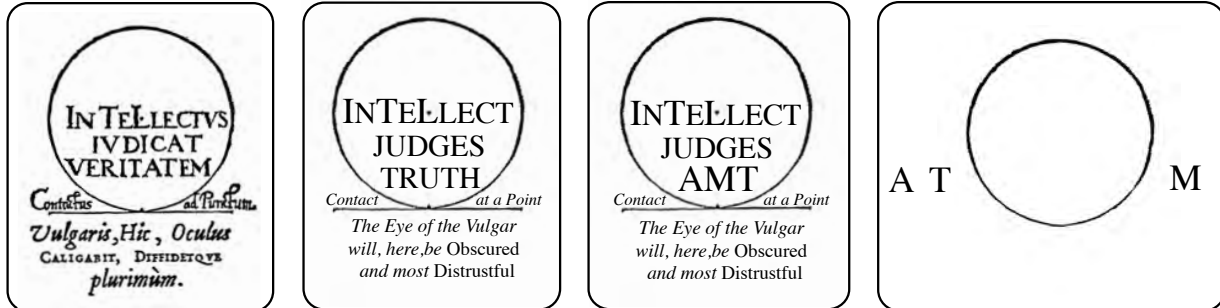 INTELLECTVS
IVDICAT
VERITATEM
Contactus ad Punctum.
Vulgaris, Hic, Oculus
CALIGABIT, DIFFIDETQVE
plurimùm.
INTELLECT
JUDGES
TRUTH
Contact at a Point
The Eye of the Vulgar
will, here,be Obscured
and most Distrustful
INTELLECT
JUDGES
AMT
Contact at a Point
The Eye of the Vulgar
will, here,be Obscured
and most Distrustful
A T M